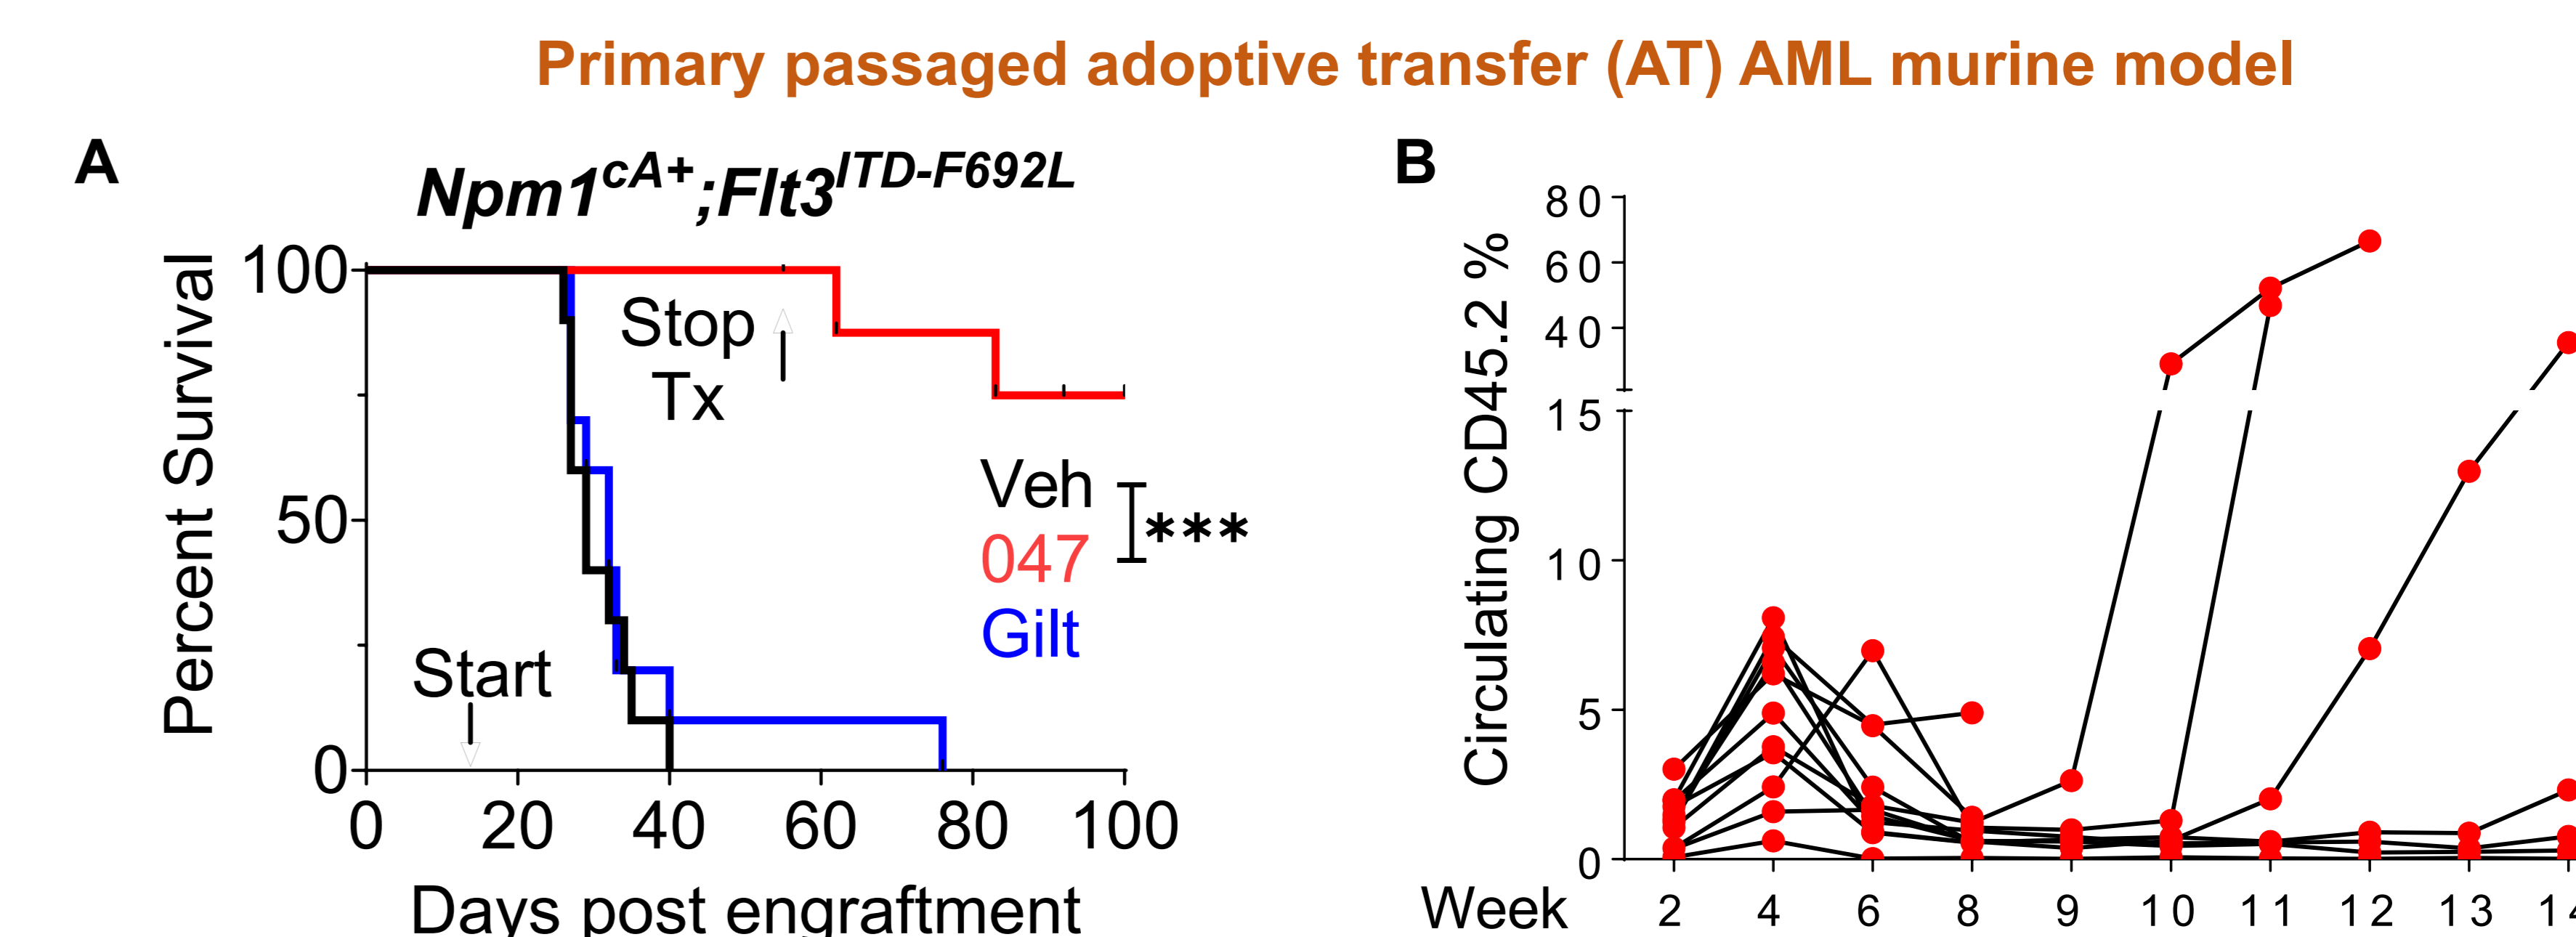 Primary passaged adoptive transfer (AT) AML murine model
A
Npm1cA+;Flt3ITD-F692L
Percent Survival
100
50
0
Stop
Tx
Start
Veh
047
Gilt
***
0 20 40 60 80 100
Days post engraftment
B
Circulating CD45.2 %
80
60
40
15
10
5
0
Week 2 4 6 8 9 10 11 12 13 14